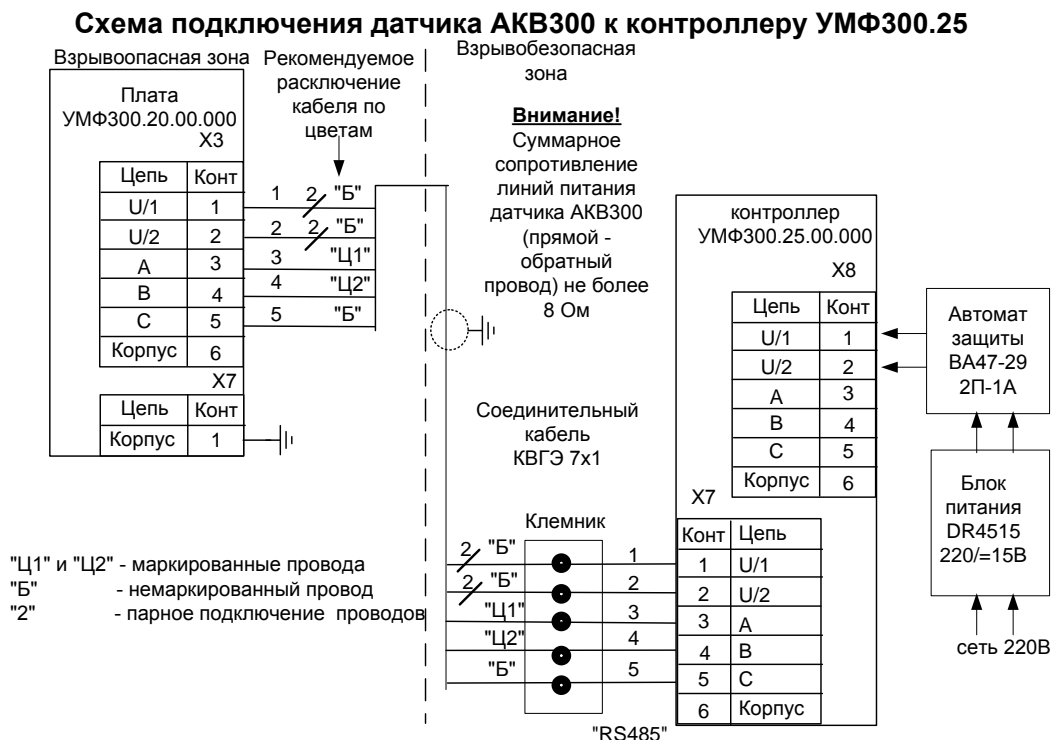 Схема подключения датчика АКВ300 к контроллеру УМФ300.25
Взрывоопасная зона
Рекомендуемое
расключение
кабеля по
цветам
Взрывобезопасная
зона
Плата
УМФ300.20.00.000
X3
Цепь Конт
U/1 1
U/2 2
A 3
B 4
C 5
Корпус 6
X7
Цепь Конт
Корпус 1
1 2 "Б"
2 2 "Б"
3 "Ц1"
4 "Ц2"
5 "Б"
Внимание!
Суммарное
сопротивление
линий питания
датчика АКВ300
(прямой -
обратный
провод) не более
8 Ом
Соединительный
кабель
КВГЭ 7x1
Клемник
2 "Б" 1
2 "Б" 2
"Ц1" 3
"Ц2" 4
"Б" 5
"RS485"
контроллер
УМФ300.25.00.000
X8
Цепь Конт
U/1 1
U/2 2
A 3
B 4
C 5
Корпус 6
X7
Конт Цепь
1 U/1
2 U/2
3 A
4 B
5 C
6 Корпус
Автомат
защиты
ВА47-29
2П-1А
Блок
питания
DR4515
220/=15В
сеть 220В
"Ц1" и "Ц2" - маркированные провода
"Б" - немаркированный провод
"2" - парное подключение проводов